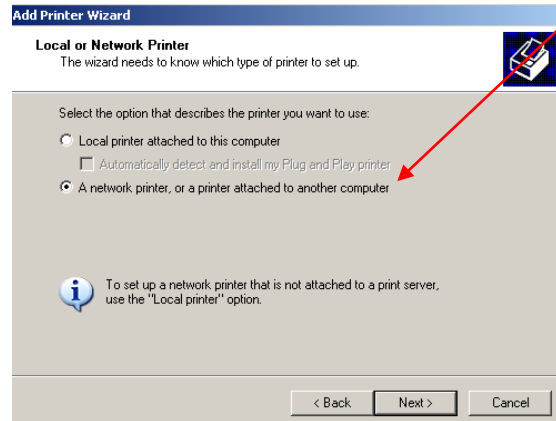 Add Printer Wizard
Local or Network Printer
The wizard needs to know which type of printer to set up.
Select the option that describes the printer you want to use:
Local printer attached to this computer
Automatically detect and install my Plug and Play printer
A network printer, or a printer attached to another computer
To set up a network printer that is not attached to a print server,
use the "Local printer" option.
< Back Next > Cancel